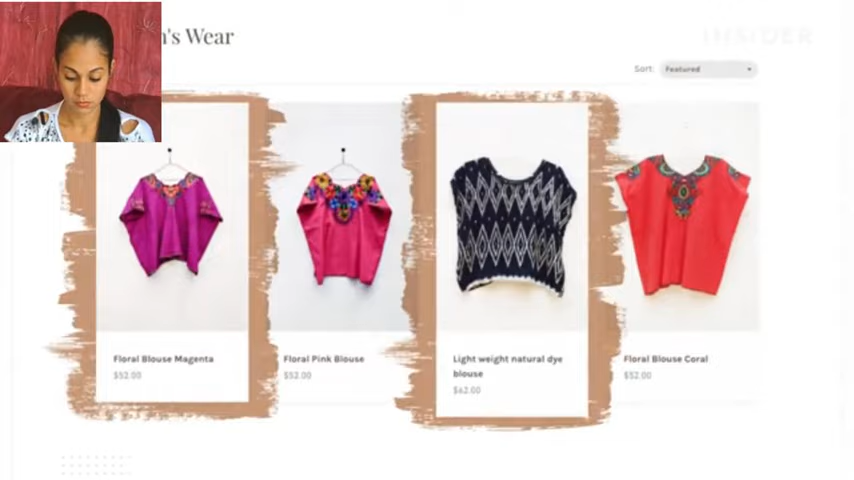 n's Wear
INSIDER
Sort: Featured
Floral Blouse Magenta
$52.00
Floral Pink Blouse
$52.00
Light weight natural dye
blouse
$62.00
Floral Blouse Coral
$52.00